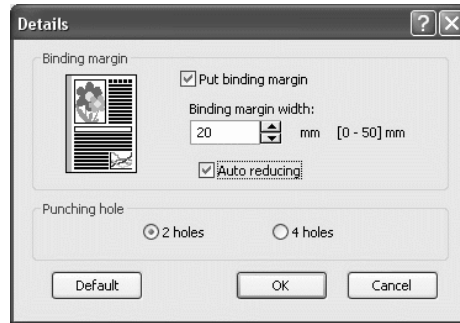 Details
Binding margin
Put binding margin
Binding margin width:
20 mm [0 - 50] mm
Auto reducing
Punching hole
2 holes 4 holes
Default OK Cancel